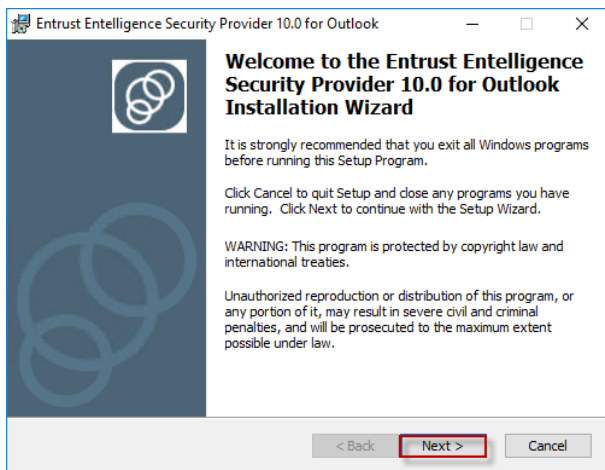 Entrust Entelligence Security Provider 10.0 for Outlook
Welcome to the Entrust Entelligence
Security Provider 10.0 for Outlook
Installation Wizard
It is strongly recommended that you exit all Windows programs
before running this Setup Program.
Click Cancel to quit Setup and close any programs you have
running. Click Next to continue with the Setup Wizard.
WARNING: This program is protected by copyright law and
international treaties.
Unauthorized reproduction or distribution of this program, or
any portion of it, may result in severe civil and criminal
penalties, and will be prosecuted to the maximum extent
possible under law.
< Back Next > Cancel